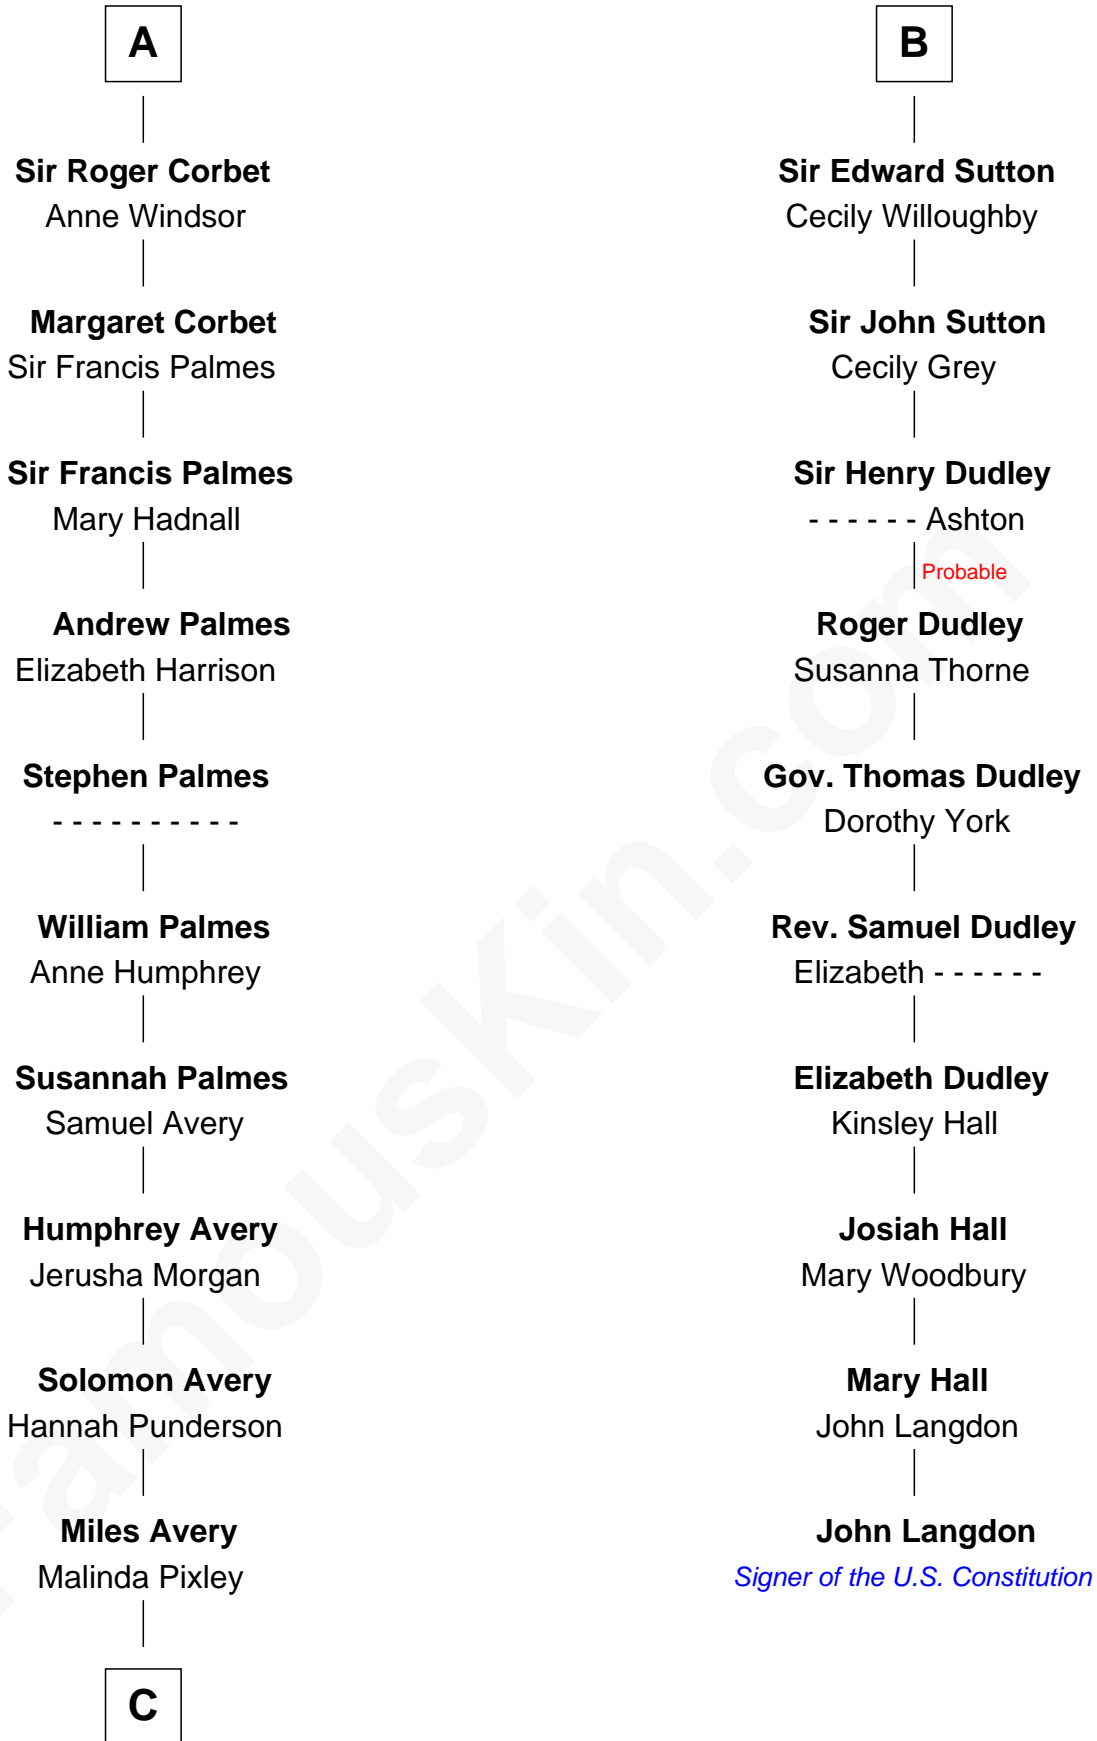 A
Sir Roger Corbet
Anne Windsor
Margaret Corbet
Sir Francis Palmes
Sir Francis Palmes
Mary Hadnall
Andrew Palmes
Elizabeth Harrison
Stephen Palmes
- - - - - - - - - -
William Palmes
Anne Humphrey
Susannah Palmes
Samuel Avery
Humphrey Avery
Jerusha Morgan
Solomon Avery
Hannah Punderson
Miles Avery
Malinda Pixley
C
B
Sir Edward Sutton
Cecily Willoughby
Sir John Sutton
Cecily Grey
Sir Henry Dudley
- - - - - - Ashton
Probable
Roger Dudley
Susanna Thorne
Gov. Thomas Dudley
Dorothy York
Rev. Samuel Dudley
Elizabeth - - - - - -
Elizabeth Dudley
Kinsley Hall
Josiah Hall
Mary Woodbury
Mary Hall
John Langdon
John Langdon
Signer of the U.S. Constitution
FamousKin.com